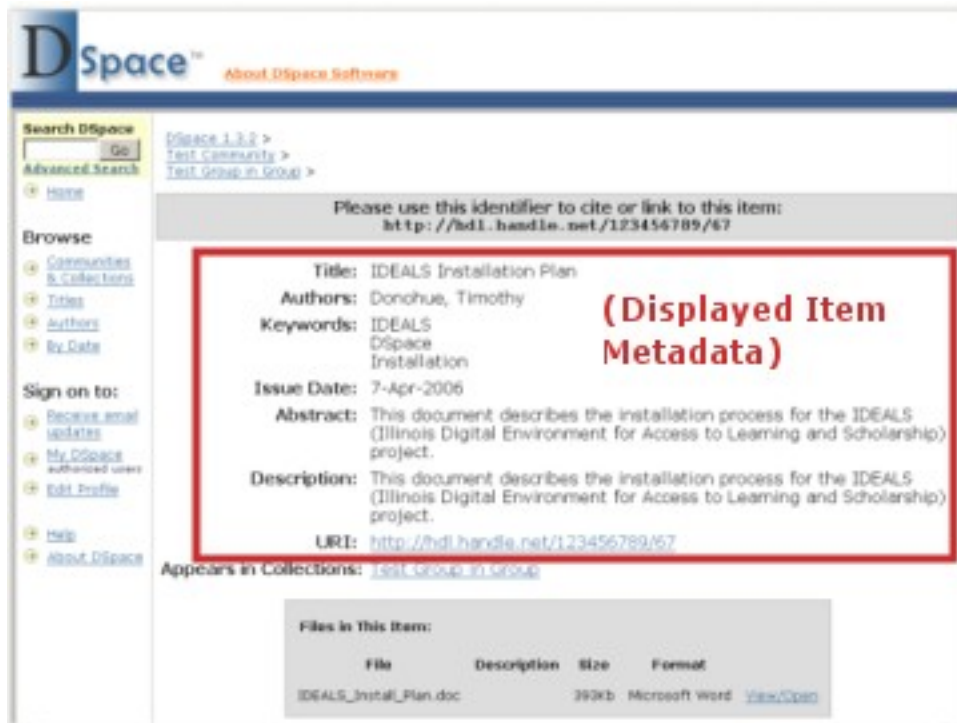 DSpace™
About DSpace Software
Search DSpace
Go
Advanced Search
Home
Browse
Communities
& Collections
Titles
Authors
By Date
Sign on to:
Receive email
updates
My DSpace
authorized users
Edit Profile
Help
About DSpace
DSpace 1.3.2 >
Test Community >
Test Group in Group >
Please use this identifier to cite or link to this item:
http://hdl.handle.net/123456789/67
Title: IDEALS Installation Plan
Authors: Donohue, Timothy
Keywords: IDEALS
DSpace
Installation
Issue Date: 7-Apr-2006
Abstract: This document describes the installation process for the IDEALS
(Illinois Digital Environment for Access to Learning and Scholarship)
project.
Description: This document describes the installation process for the IDEALS
(Illinois Digital Environment for Access to Learning and Scholarship)
project.
URI: http://hdl.handle.net/123456789/67
(Displayed Item
Metadata)
Appears in Collections: Test Group in Group
Files in This Item:
File Description Size Format
IDEALS_Install_Plan.doc 393Kb Microsoft Word View/Open